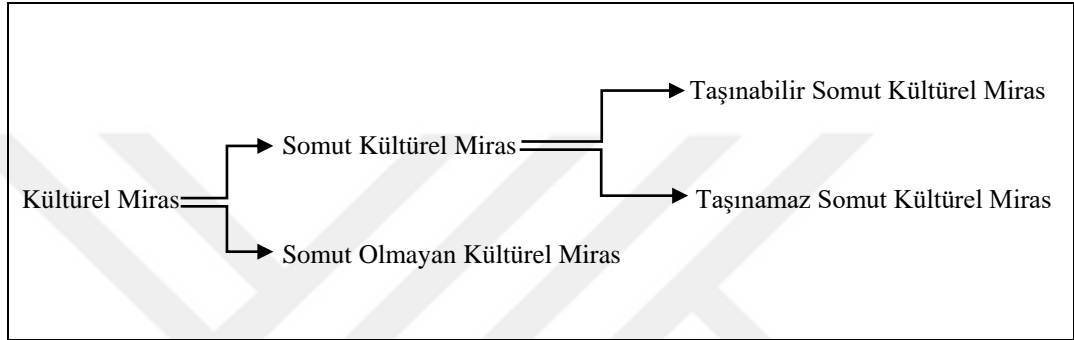 Taşınabilir Somut Kültürel Miras
Somut Kültürel Miras
Kültürel Miras
Taşınamaz Somut Kültürel Miras
Somut Olmayan Kültürel Miras